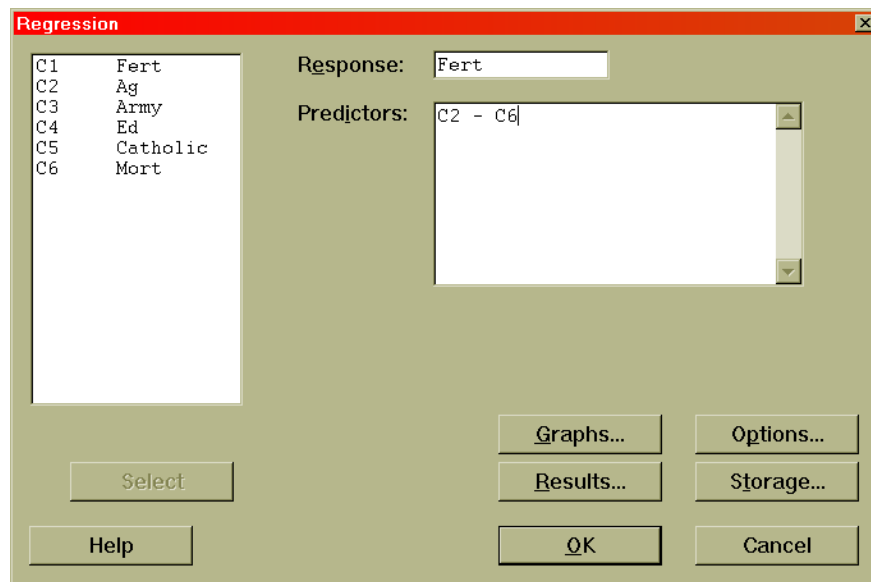 Regression
C1 Fert
C2 Ag
C3 Army
C4 Ed
C5 Catholic
C6 Mort
Response: Fert
Predictors: C2 - C6
Graphs... Options...
Select Results... Storage...
Help OK Cancel